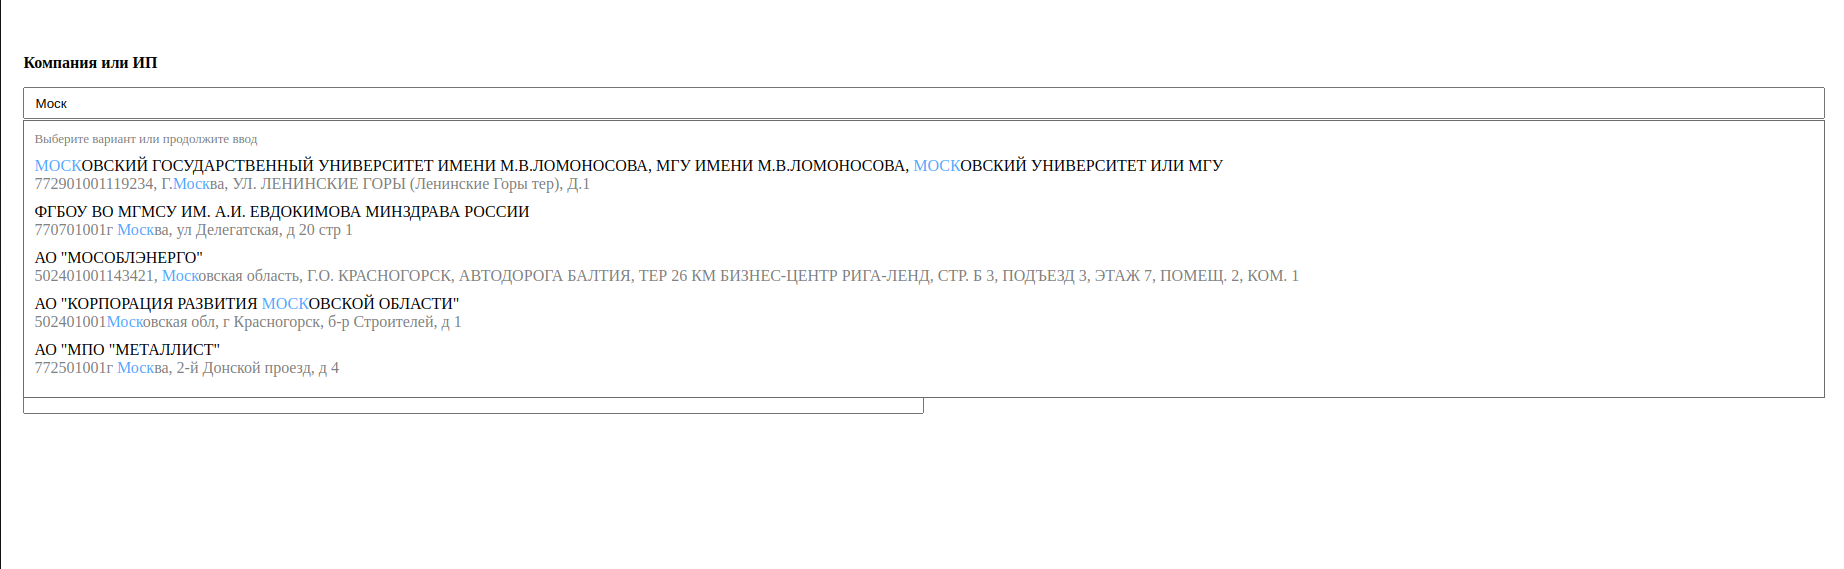 Компания или ИП
Моск
Выберите вариант или продолжите ввод
МОСКОВСКИЙ ГОСУДАРСТВЕННЫЙ УНИВЕРСИТЕТ ИМЕНИ М.В.ЛОМОНОСОВА, МГУ ИМЕНИ М.В.ЛОМОНОСОВА, МОСКОВСКИЙ УНИВЕРСИТЕТ ИЛИ МГУ
772901001119234, Г.Москва, УЛ. ЛЕНИНСКИЕ ГОРЫ (Ленинские Горы тер), Д.1
ФГБОУ ВО МГМСУ ИМ. А.И. ЕВДОКИМОВА МИНЗДРАВА РОССИИ
770701001г Москва, ул Делегатская, д 20 стр 1
АО "МОСОБЛЭНЕРГО"
502401001143421, Московская область, Г.О. КРАСНОГОРСК, АВТОДОРОГА БАЛТИЯ, ТЕР 26 КМ БИЗНЕС-ЦЕНТР РИГА-ЛЕНД, СТР. Б 3, ПОДЪЕЗД 3, ЭТАЖ 7, ПОМЕЩ. 2, КОМ. 1
АО "КОРПОРАЦИЯ РАЗВИТИЯ МОСКОВСКОЙ ОБЛАСТИ"
502401001Московская обл, г Красногорск, б-р Строителей, д 1
АО "МПО "МЕТАЛЛИСТ"
772501001г Москва, 2-й Донской проезд, д 4